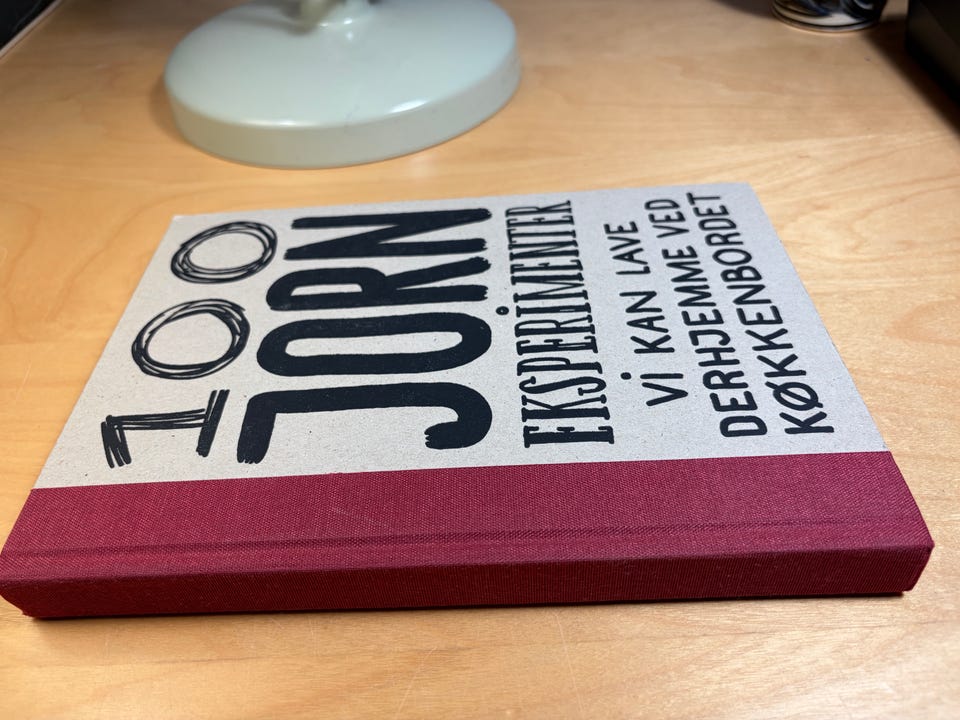 100
JORN
EKSPERIMENTER
Vi KAN LAVE
DERHJEMME VED
KØKKENBORDET